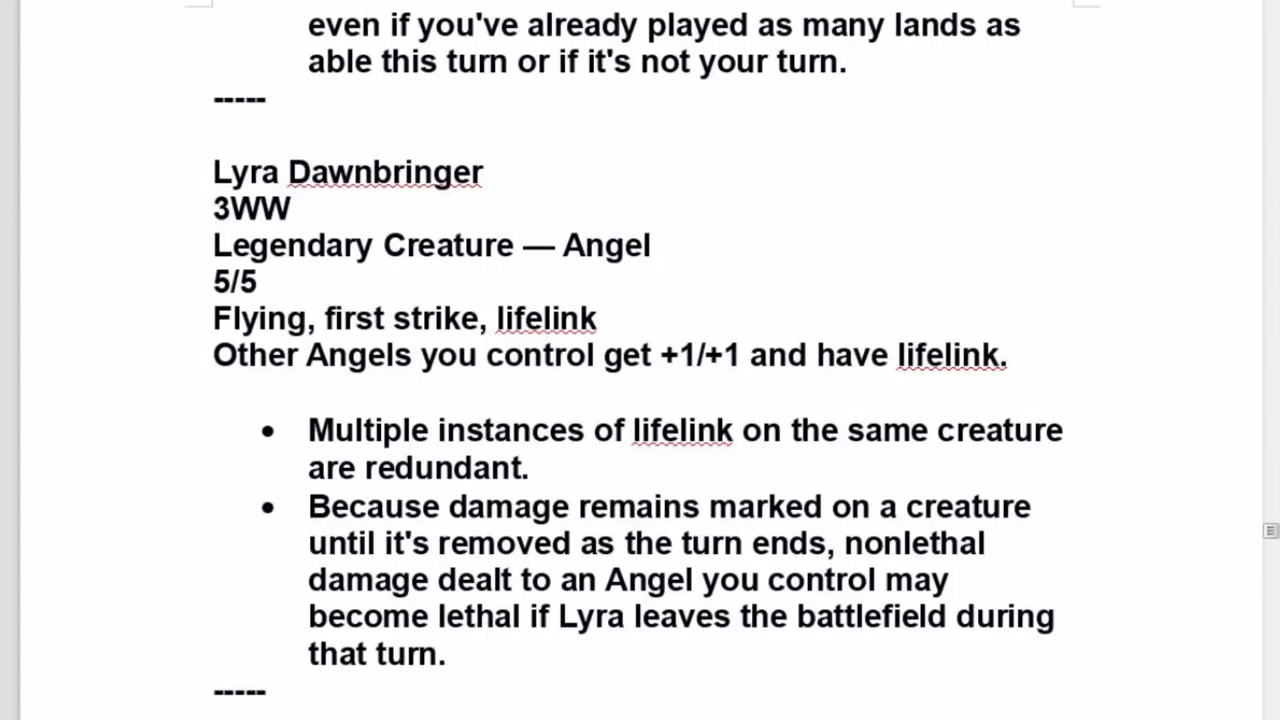 even if you've already played as many lands as
able this turn or if it's not your turn.
-----
Lyra Dawnbringer
3WW
Legendary Creature — Angel
5/5
Flying, first strike, lifelink
Other Angels you control get +1/+1 and have lifelink.
• Multiple instances of lifelink on the same creature
are redundant.
• Because damage remains marked on a creature
until it's removed as the turn ends, nonlethal
damage dealt to an Angel you control may
become lethal if Lyra leaves the battlefield during
that turn.
-----